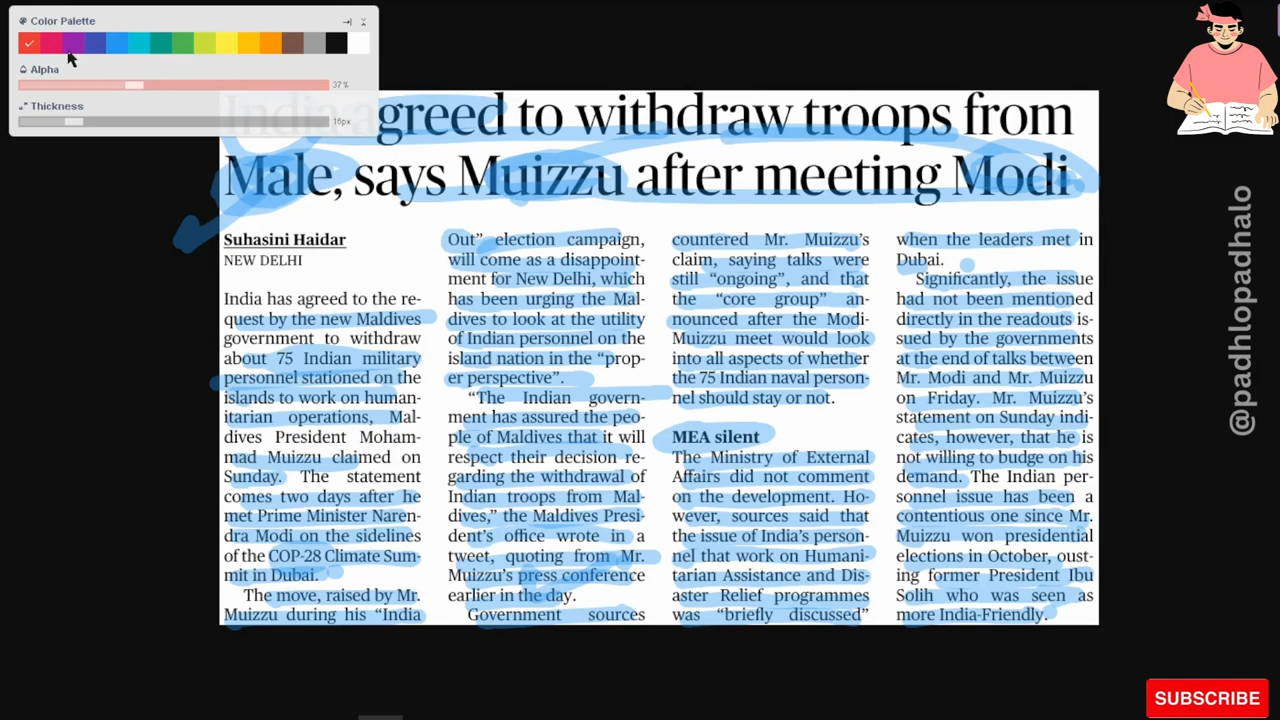 Color Palette
Alpha
37%
Thickness
16px
India agreed to withdraw troops from
Male, says Muizzu after meeting Modi
Suhasini Haidar
NEW DELHI
India has agreed to the re-
quest by the new Maldives
government to withdraw
about 75 Indian military
personnel stationed on the
islands to work on human-
itarian operations, Mal-
dives President Moham-
mad Muizzu claimed on
Sunday. The statement
comes two days after he
met Prime Minister Naren-
dra Modi on the sidelines
of the COP-28 Climate Sum-
mit in Dubai.
The move, raised by Mr.
Muizzu during his “India
Out” election campaign,
will come as a disappoint-
ment for New Delhi, which
has been urging the Mal-
dives to look at the utility
of Indian personnel on the
island nation in the “prop-
er perspective”.
“The Indian govern-
ment has assured the peo-
ple of Maldives that it will
respect their decision re-
garding the withdrawal of
Indian troops from Mal-
dives,” the Maldives Presi-
dent’s office wrote in a
tweet, quoting from Mr.
Muizzu’s press conference
earlier in the day.
Government sources
countered Mr. Muizzu’s
claim, saying talks were
still “ongoing”, and that
the “core group” an-
nounced after the Modi-
Muizzu meet would look
into all aspects of whether
the 75 Indian naval person-
nel should stay or not.
MEA silent
The Ministry of External
Affairs did not comment
on the development. Ho-
wever, sources said that
the issue of India’s person-
nel that work on Humani-
tarian Assistance and Dis-
aster Relief programmes
was “briefly discussed”
when the leaders met in
Dubai.
Significantly, the issue
had not been mentioned
directly in the readouts is-
sued by the governments
at the end of talks between
Mr. Modi and Mr. Muizzu
on Friday. Mr. Muizzu’s
statement on Sunday indi-
cates, however, that he is
not willing to budge on his
demand. The Indian per-
sonnel issue has been a
contentious one since Mr.
Muizzu won presidential
elections in October, oust-
ing former President Ibu
Solih who was seen as
more India-Friendly.
@padhlopadhalo
SUBSCRIBE